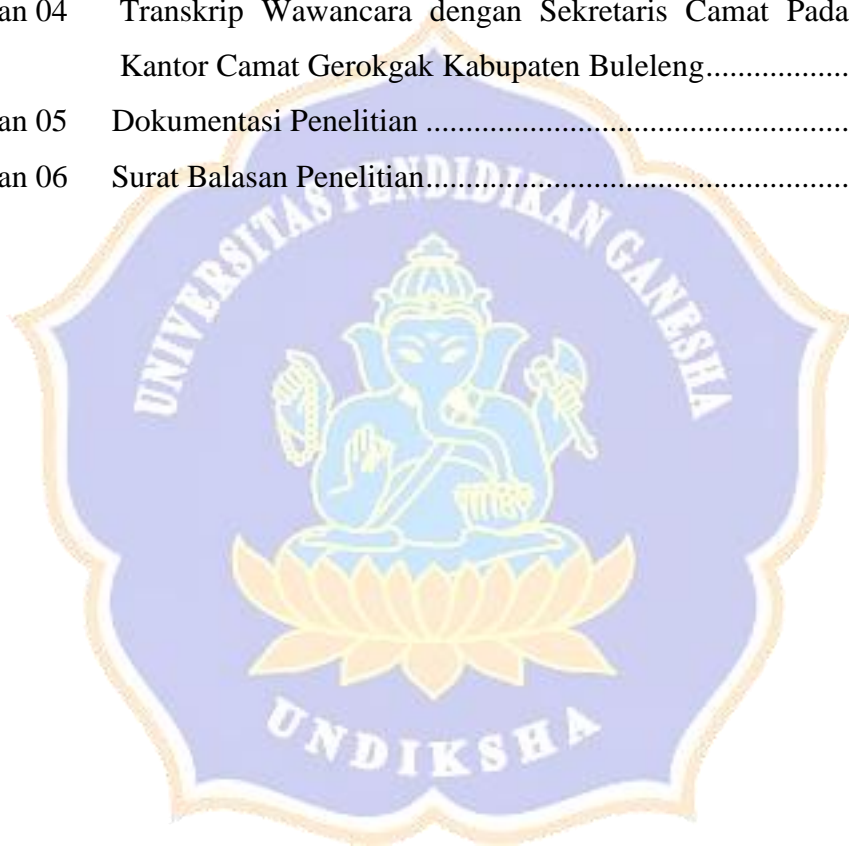 an 04 Transkrip Wawancara dengan Sekretaris Camat Pada
Kantor Camat Gerokgak Kabupaten Buleleng..................
an 05 Dokumentasi Penelitian .....................................................
an 06 Surat Balasan Penelitian.....................................................
UNIVERSITAS PENDIDIKAN GANESHA
UNDIKSHA